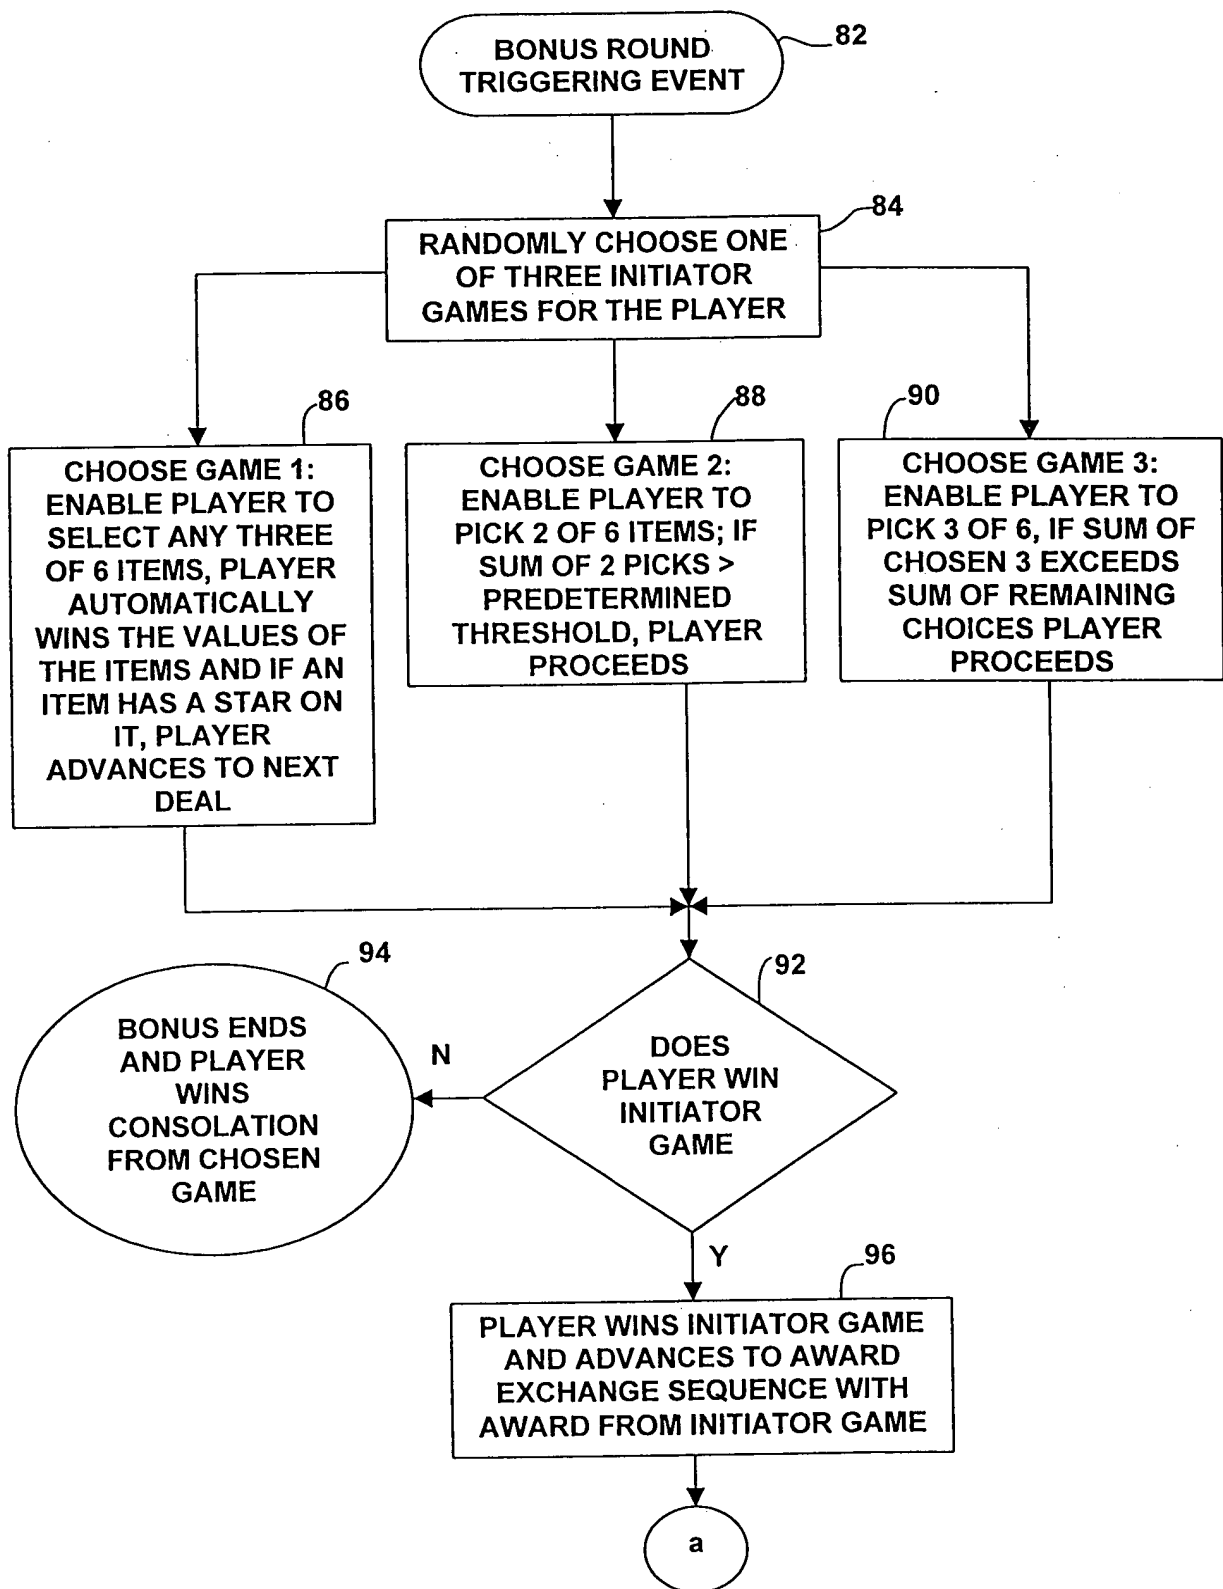 BONUS ROUND
TRIGGERING EVENT
82
84
RANDOMLY CHOOSE ONE
OF THREE INITIATOR
GAMES FOR THE PLAYER
86
CHOOSE GAME 1:
ENABLE PLAYER TO
SELECT ANY THREE
OF 6 ITEMS, PLAYER
AUTOMATICALLY
WINS THE VALUES OF
THE ITEMS AND IF AN
ITEM HAS A STAR ON
IT, PLAYER
ADVANCES TO NEXT
DEAL
88
CHOOSE GAME 2:
ENABLE PLAYER TO
PICK 2 OF 6 ITEMS; IF
SUM OF 2 PICKS >
PREDETERMINED
THRESHOLD, PLAYER
PROCEEDS
90
CHOOSE GAME 3:
ENABLE PLAYER TO
PICK 3 OF 6, IF SUM OF
CHOSEN 3 EXCEEDS
SUM OF REMAINING
CHOICES PLAYER
PROCEEDS
92
DOES
PLAYER WIN
INITIATOR
GAME
N
94
BONUS ENDS
AND PLAYER
WINS
CONSOLATION
FROM CHOSEN
GAME
Y
96
PLAYER WINS INITIATOR GAME
AND ADVANCES TO AWARD
EXCHANGE SEQUENCE WITH
AWARD FROM INITIATOR GAME
a